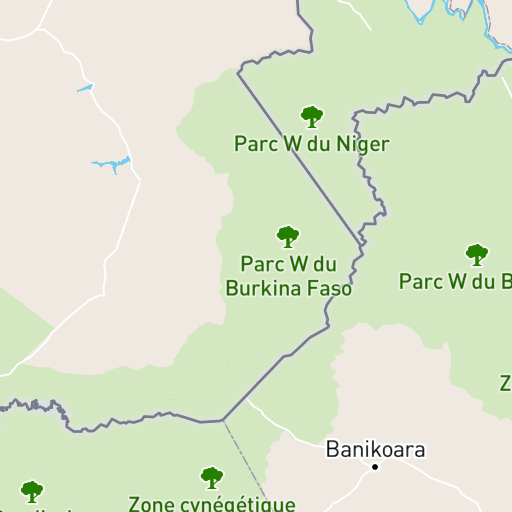 Parc W du Niger
Parc W du
Burkina Faso
Parc W du B
Z
Banikoara
Zone cynégétique